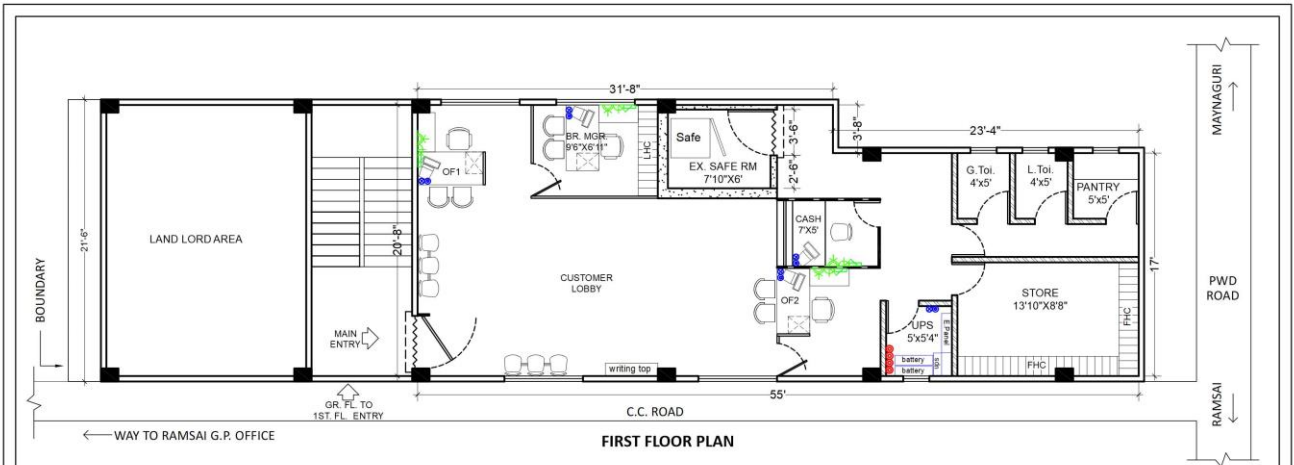 31'-8"
23'-4"
3'-8"
3'-6"
2'-6"
MAYNAGURI
BOUNDARY
21'-6"
LAND LORD AREA
20'-8"
MAIN
ENTRY
GR. FL. TO
1ST. FL. ENTRY
OF1
BR. MGR.
9'6"X6'11"
LHC
Safe
EX. SAFE RM
7'10"X6'
G.Toi.
4'x5'
L.Toi.
4'x5'
PANTRY
5'x5'
CASH
7'X5'
CUSTOMER
LOBBY
OF2
writing top
UPS
5'x5'4"
E.Panel
battery
battery
ups
STORE
13'10"X8'8"
FHC
FHC
17'
PWD
ROAD
RAMSAI
55'
C.C. ROAD
WAY TO RAMSAI G.P. OFFICE
FIRST FLOOR PLAN